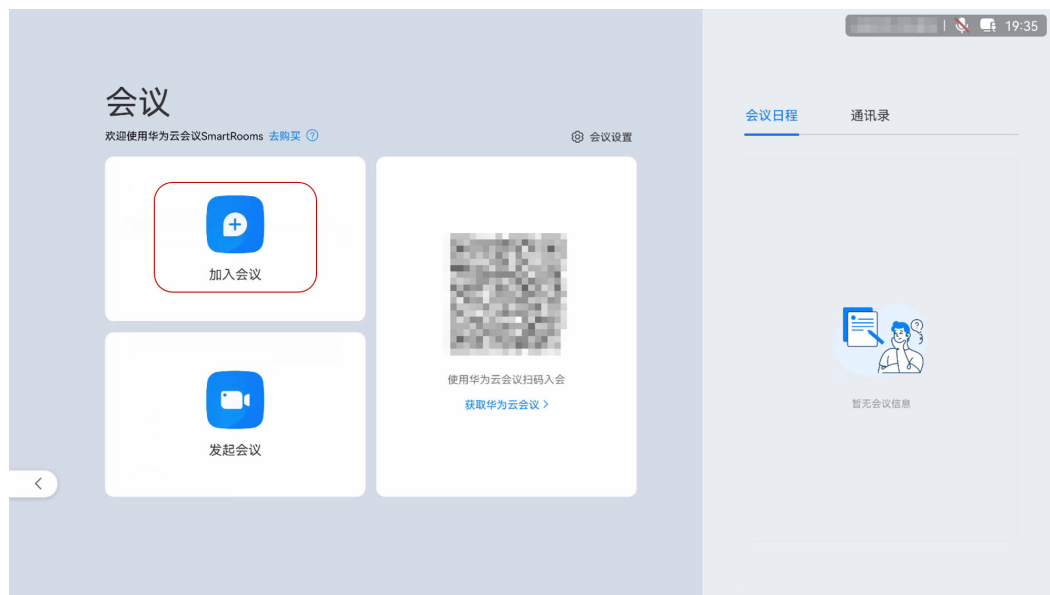 19:35
会议
欢迎使用华为云会议SmartRooms 去购买
会议设置
加入会议
发起会议
使用华为云会议扫码入会
获取华为云会议 >
会议日程 通讯录
暂无会议信息